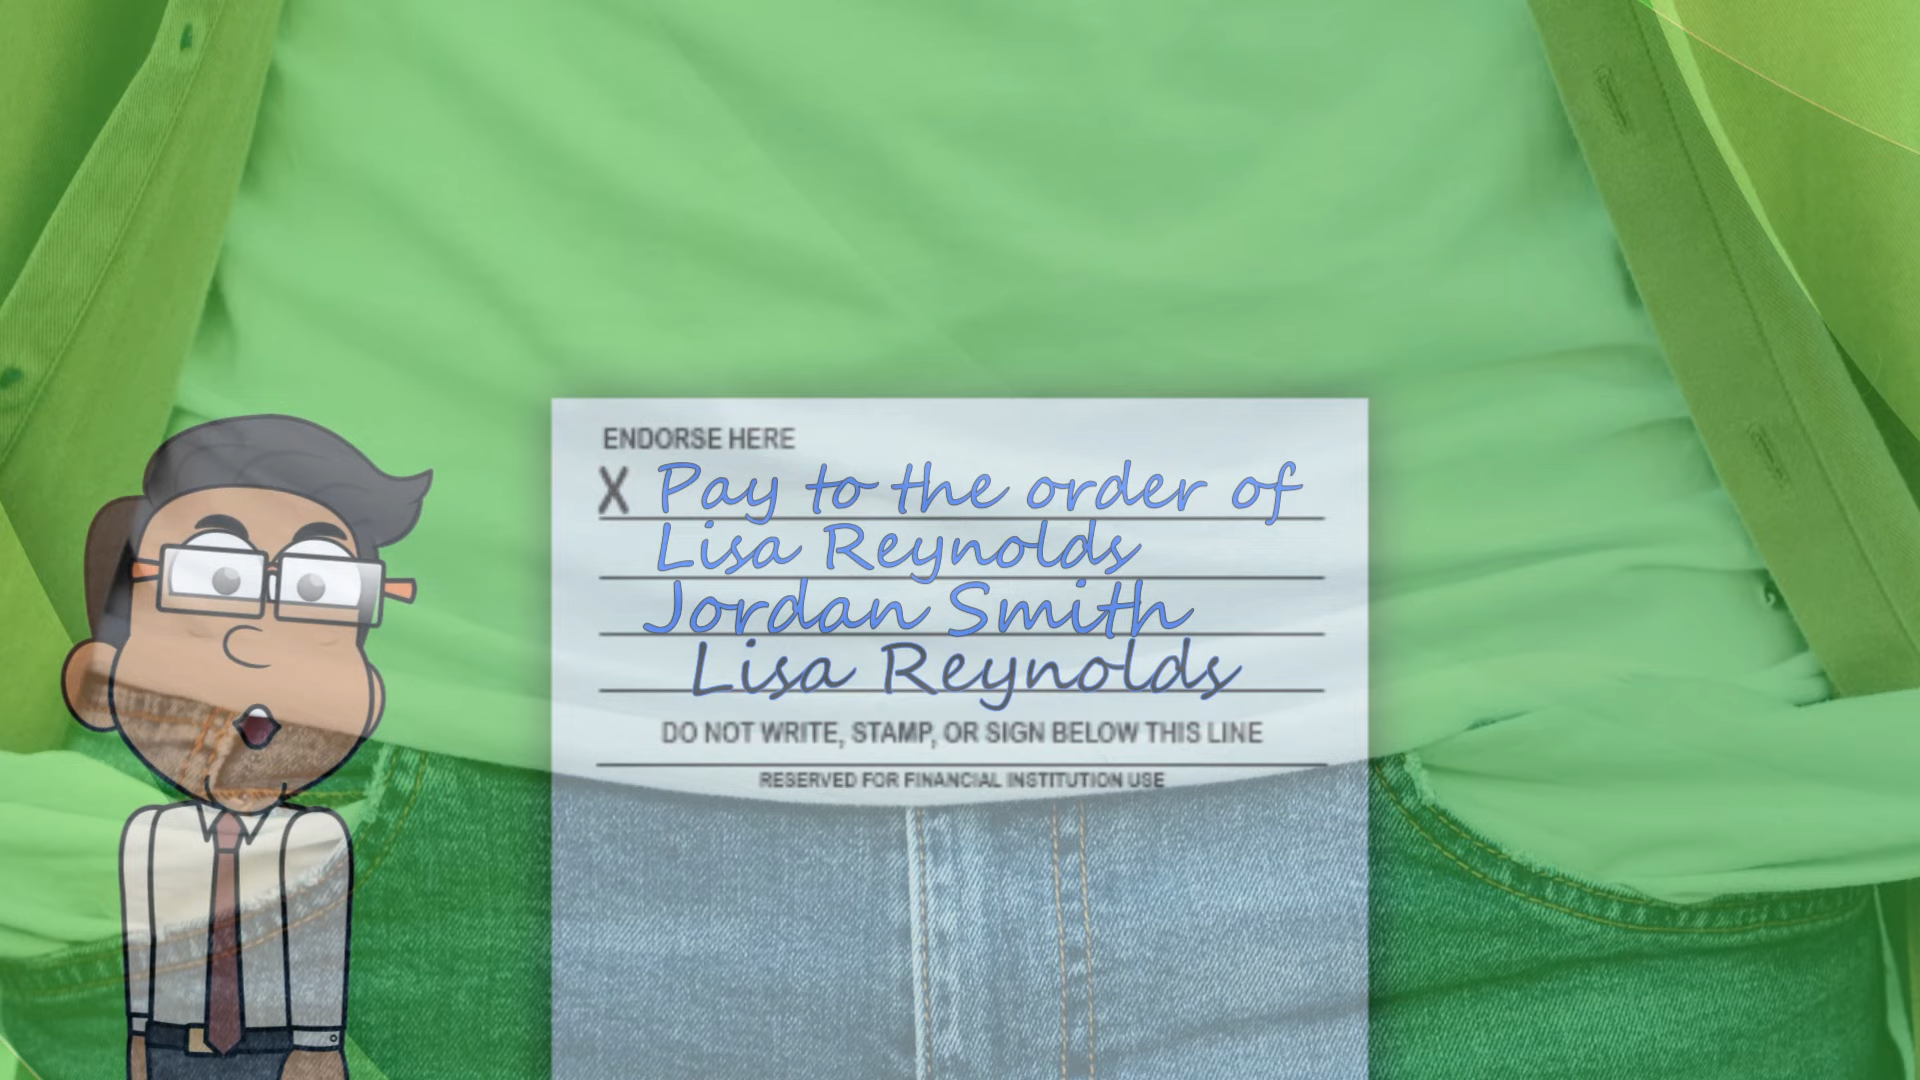 ENDORSE HERE
X Pay to the order of
Lisa Reynolds
Jordan Smith
Lisa Reynolds
DO NOT WRITE, STAMP, OR SIGN BELOW THIS LINE
RESERVED FOR FINANCIAL INSTITUTION USE